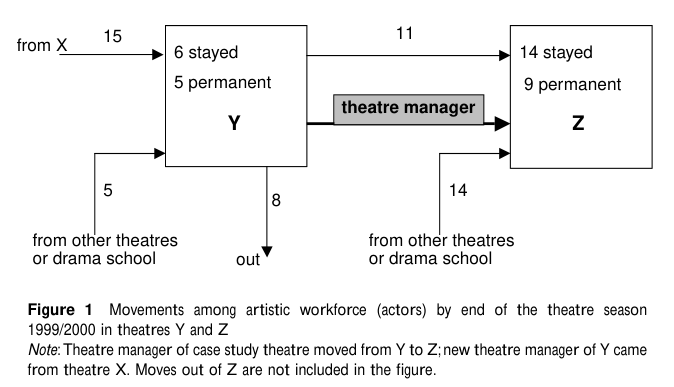 from X
15
6 stayed
5 permanent
Y
11
theatre manager
14 stayed
9 permanent
Z
5
from other theatres
or drama school
8
out
14
from other theatres
or drama school
Figure 1 Movements among artistic workforce (actors) by end of the theatre season
1999/2000 in theatres Y and Z
Note: Theatre manager of case study theatre moved from Y to Z; new theatre manager of Y came
from theatre X. Moves out of Z are not included in the figure.